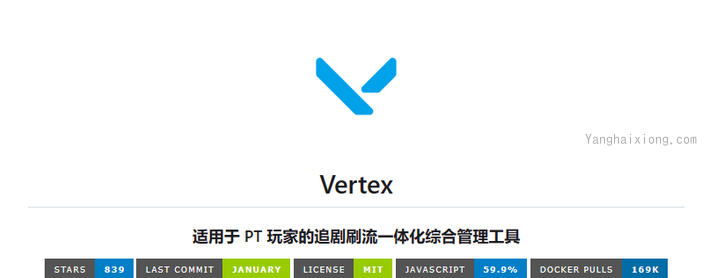 Yanghaixiong.com
Vertex
适用于 PT 玩家的追剧刷流一体化综合管理工具
STARS 839 LAST COMMIT JANUARY LICENSE MIT JAVASCRIPT 59.9% DOCKER PULLS 169K